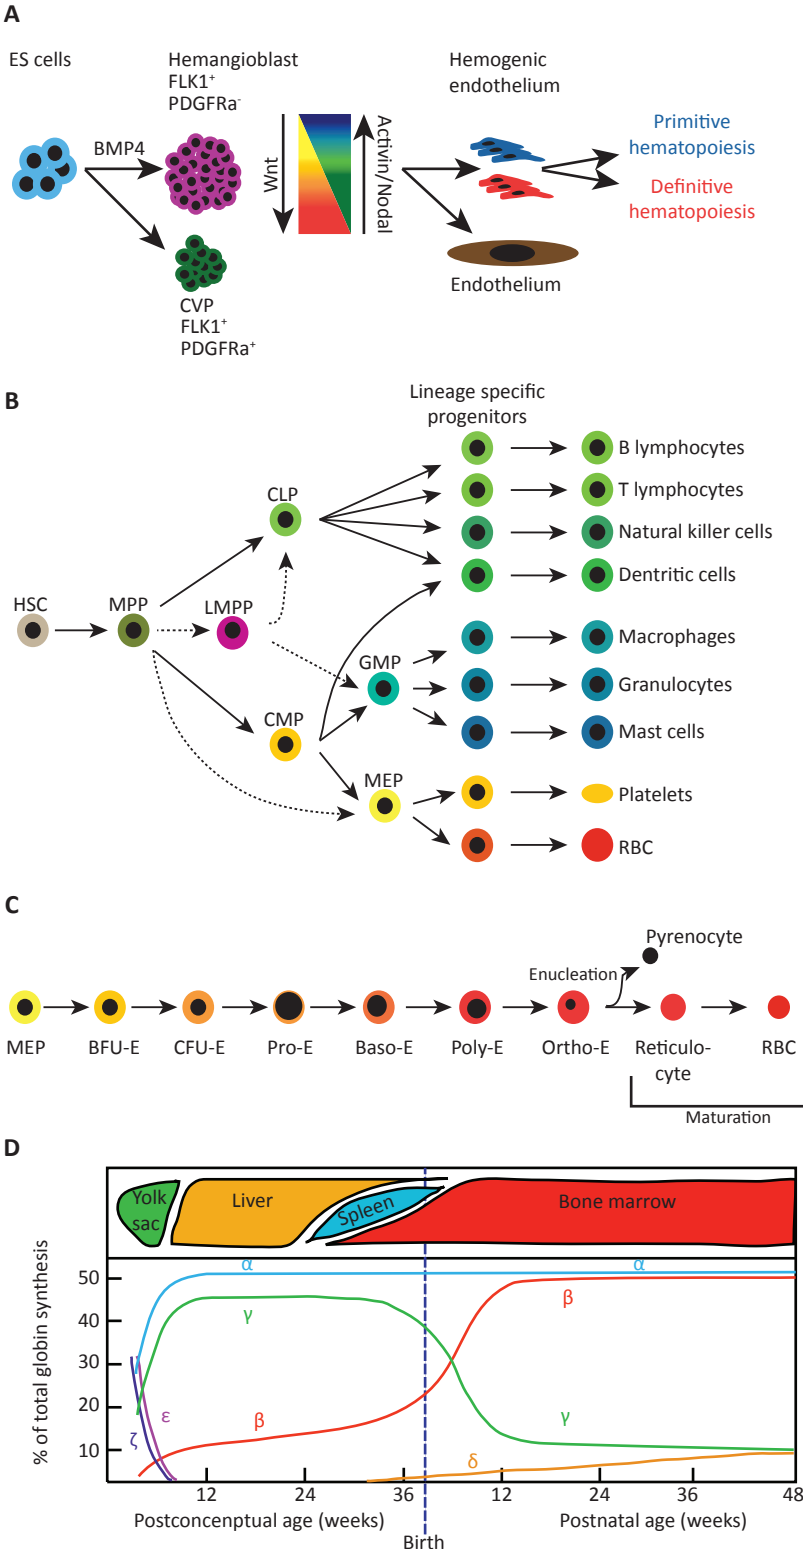 A
ES cells
Hemangioblast
FLK1⁺
PDGFRa⁻
Hemogenic
endothelium
BMP4
Wnt
Activin/Nodal
Primitive
hematopoiesis
Definitive
hematopoiesis
CVP
FLK1⁺
PDGFRa⁺
Endothelium
B
Lineage specific
progenitors
B lymphocytes
CLP
T lymphocytes
Natural killer cells
Dentritic cells
HSC
MPP
LMPP
Macrophages
GMP
Granulocytes
CMP
Mast cells
MEP
Platelets
RBC
C
Pyrenocyte
Enucleation
MEP
BFU-E
CFU-E
Pro-E
Baso-E
Poly-E
Ortho-E
Reticulo-
cyte
RBC
Maturation
D
Yolk
sac
Liver
Spleen
Bone marrow
% of total globin synthesis
50
40
30
20
10
α
α
β
γ
ε
ζ
β
γ
δ
12
36
12
24
36
48
Postconcenptual age (weeks)
Postnatal age (weeks)
Birth